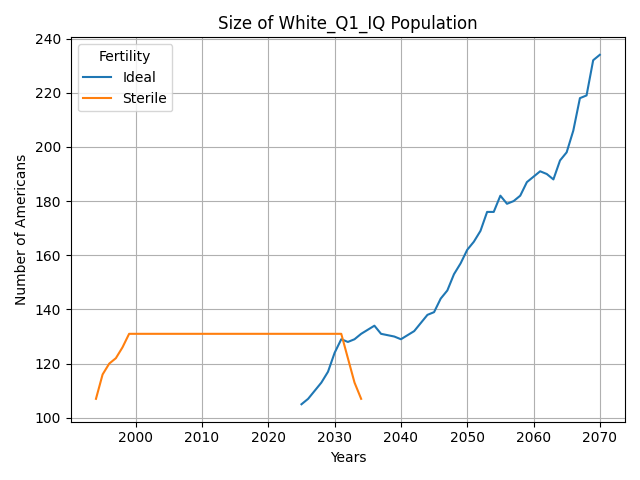 Size of White_Q1_IQ Population
Number of Americans
240
220
200
180
160
140
120
100
Fertility
Ideal
Sterile
2000 2010 2020 2030 2040 2050 2060 2070
Years